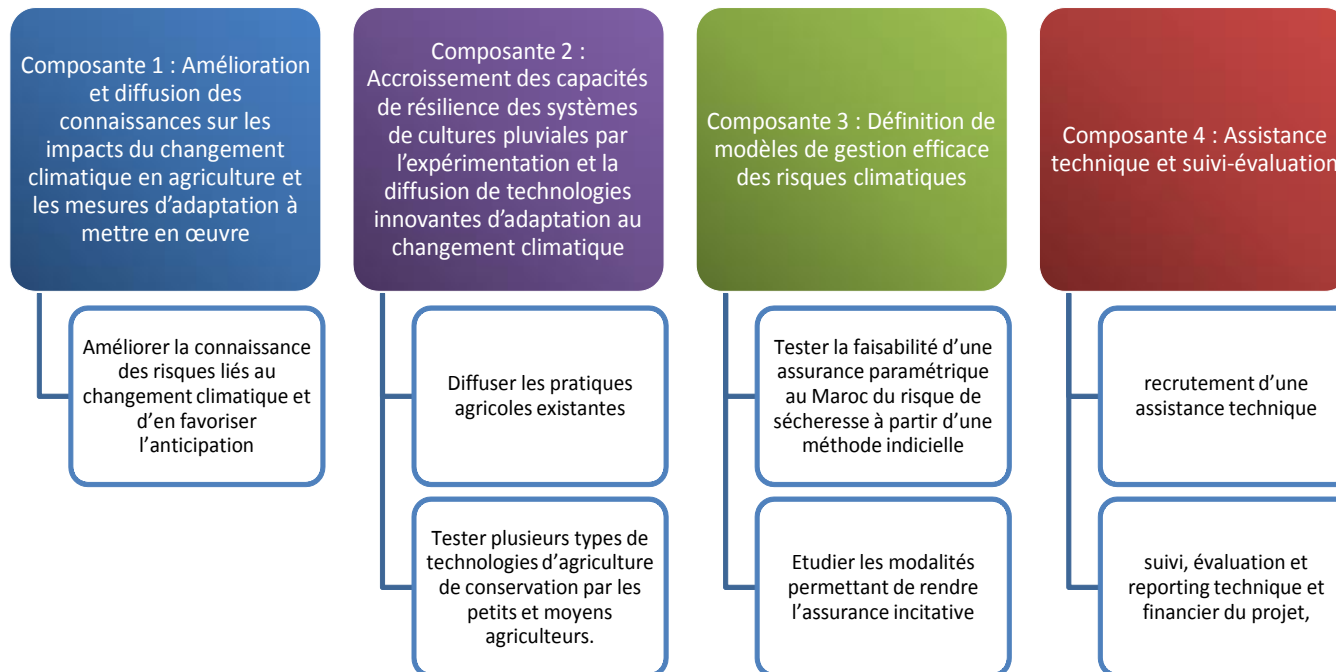 Composante 1 : Amélioration
et diffusion des
connaissances sur les
impacts du changement
climatique en agriculture et
les mesures d’adaptation à
mettre en œuvre
Améliorer la connaissance
des risques liés au
changement climatique et
d’en favoriser
l’anticipation
Composante 2 :
Accroissement des capacités
de résilience des systèmes
de cultures pluviales par
l’expérimentation et la
diffusion de technologies
innovantes d’adaptation au
changement climatique
Diffuser les pratiques
agricoles existantes
Tester plusieurs types de
technologies d’agriculture
de conservation par les
petits et moyens
agriculteurs.
Composante 3 : Définition de
modèles de gestion efficace
des risques climatiques
Tester la faisabilité d’une
assurance paramétrique
au Maroc du risque de
sécheresse à partir d’une
méthode indicielle
Etudier les modalités
permettant de rendre
l’assurance incitative
Composante 4 : Assistance
technique et suivi-évaluation
recrutement d’une
assistance technique
suivi, évaluation et
reporting technique et
financier du projet,